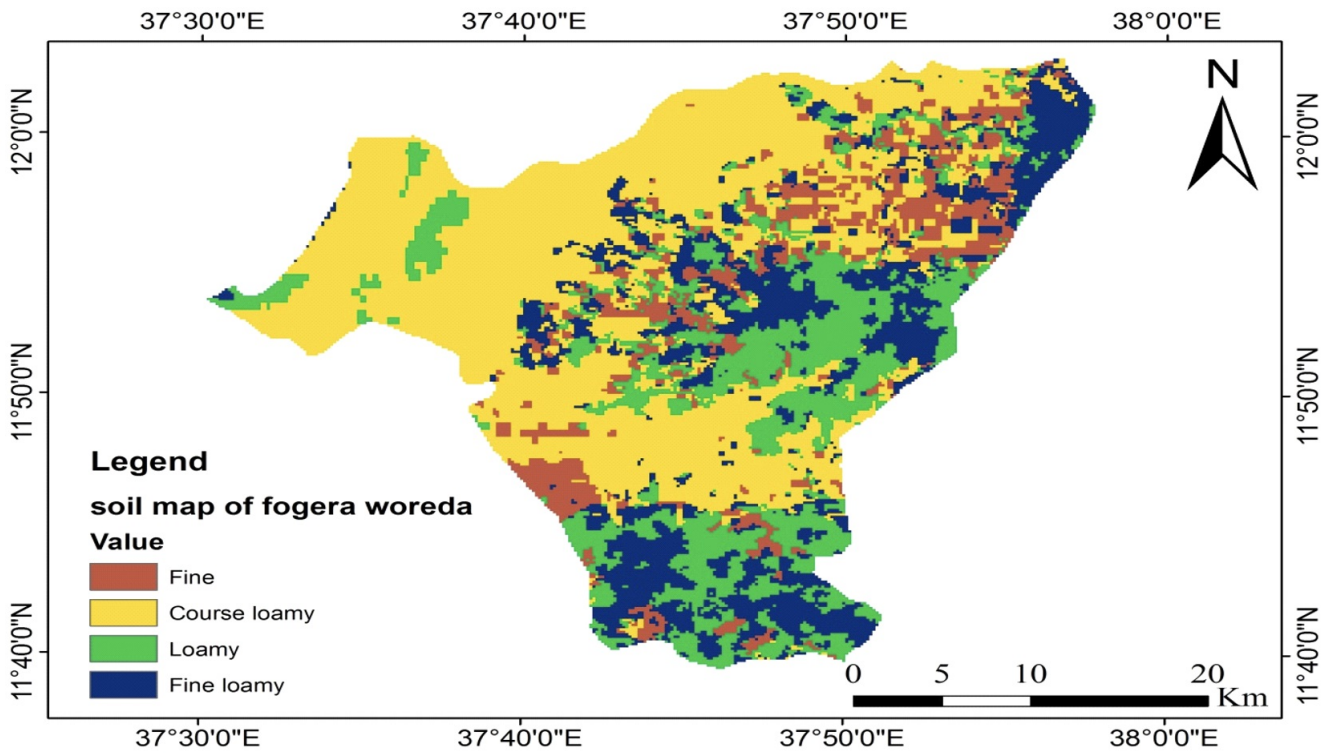 37°30'0"E 37°40'0"E 37°50'0"E 38°0'0"E
N
12°0'0"N
12°0'0"N
11°50'0"N
11°50'0"N
11°40'0"N
11°40'0"N
Legend
soil map of fogera woreda
Value
Fine
Course loamy
Loamy
Fine loamy
0 5 10 20
Km
37°30'0"E 37°40'0"E 37°50'0"E 38°0'0"E